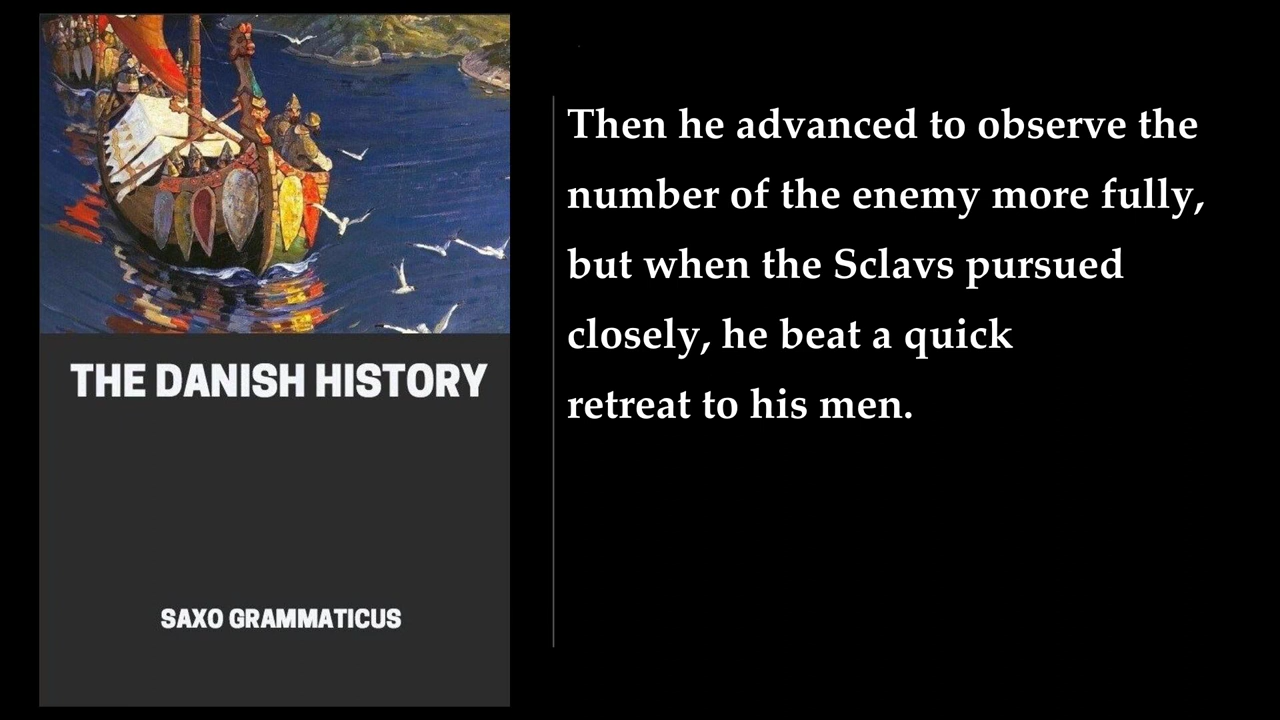 THE DANISH HISTORY
SAXO GRAMMATICUS
Then he advanced to observe the
number of the enemy more fully,
but when the Sclavs pursued
closely, he beat a quick
retreat to his men.